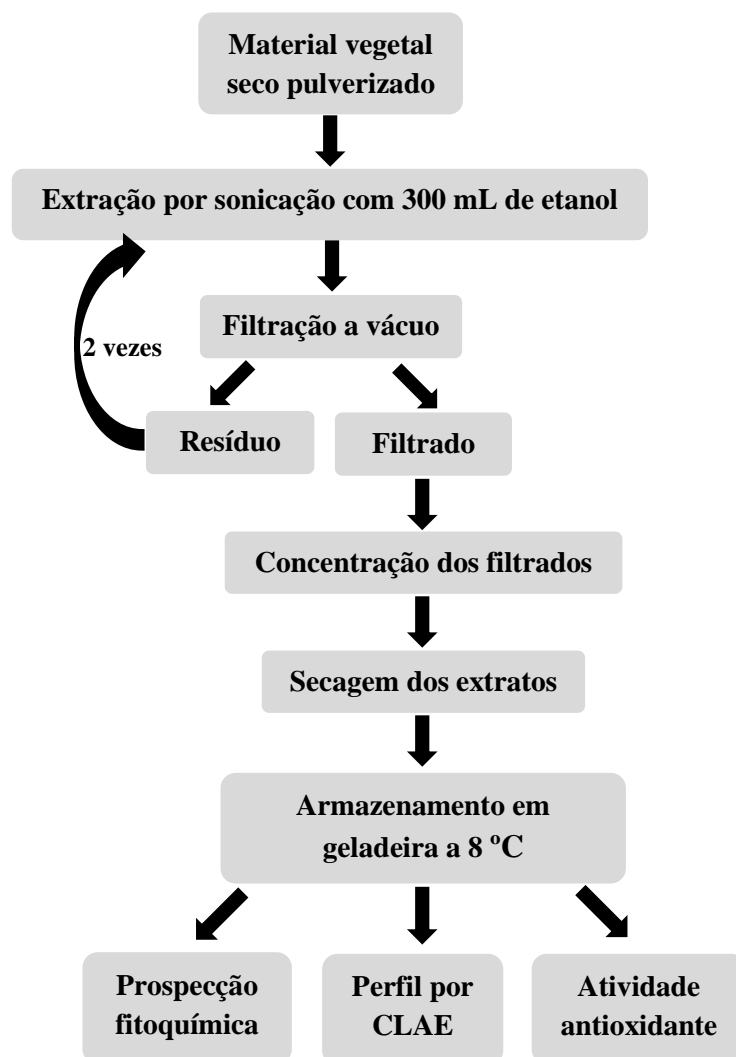 Material vegetal
seco pulverizado
Extração por sonicação com 300 mL de etanol
Filtração a vácuo
2 vezes
Resíduo
Filtrado
Concentração dos filtrados
Secagem dos extratos
Armazenamento em
geladeira a 8 ºC
Prospecção
fitoquímica
Perfil por
CLAE
Atividade
antioxidante